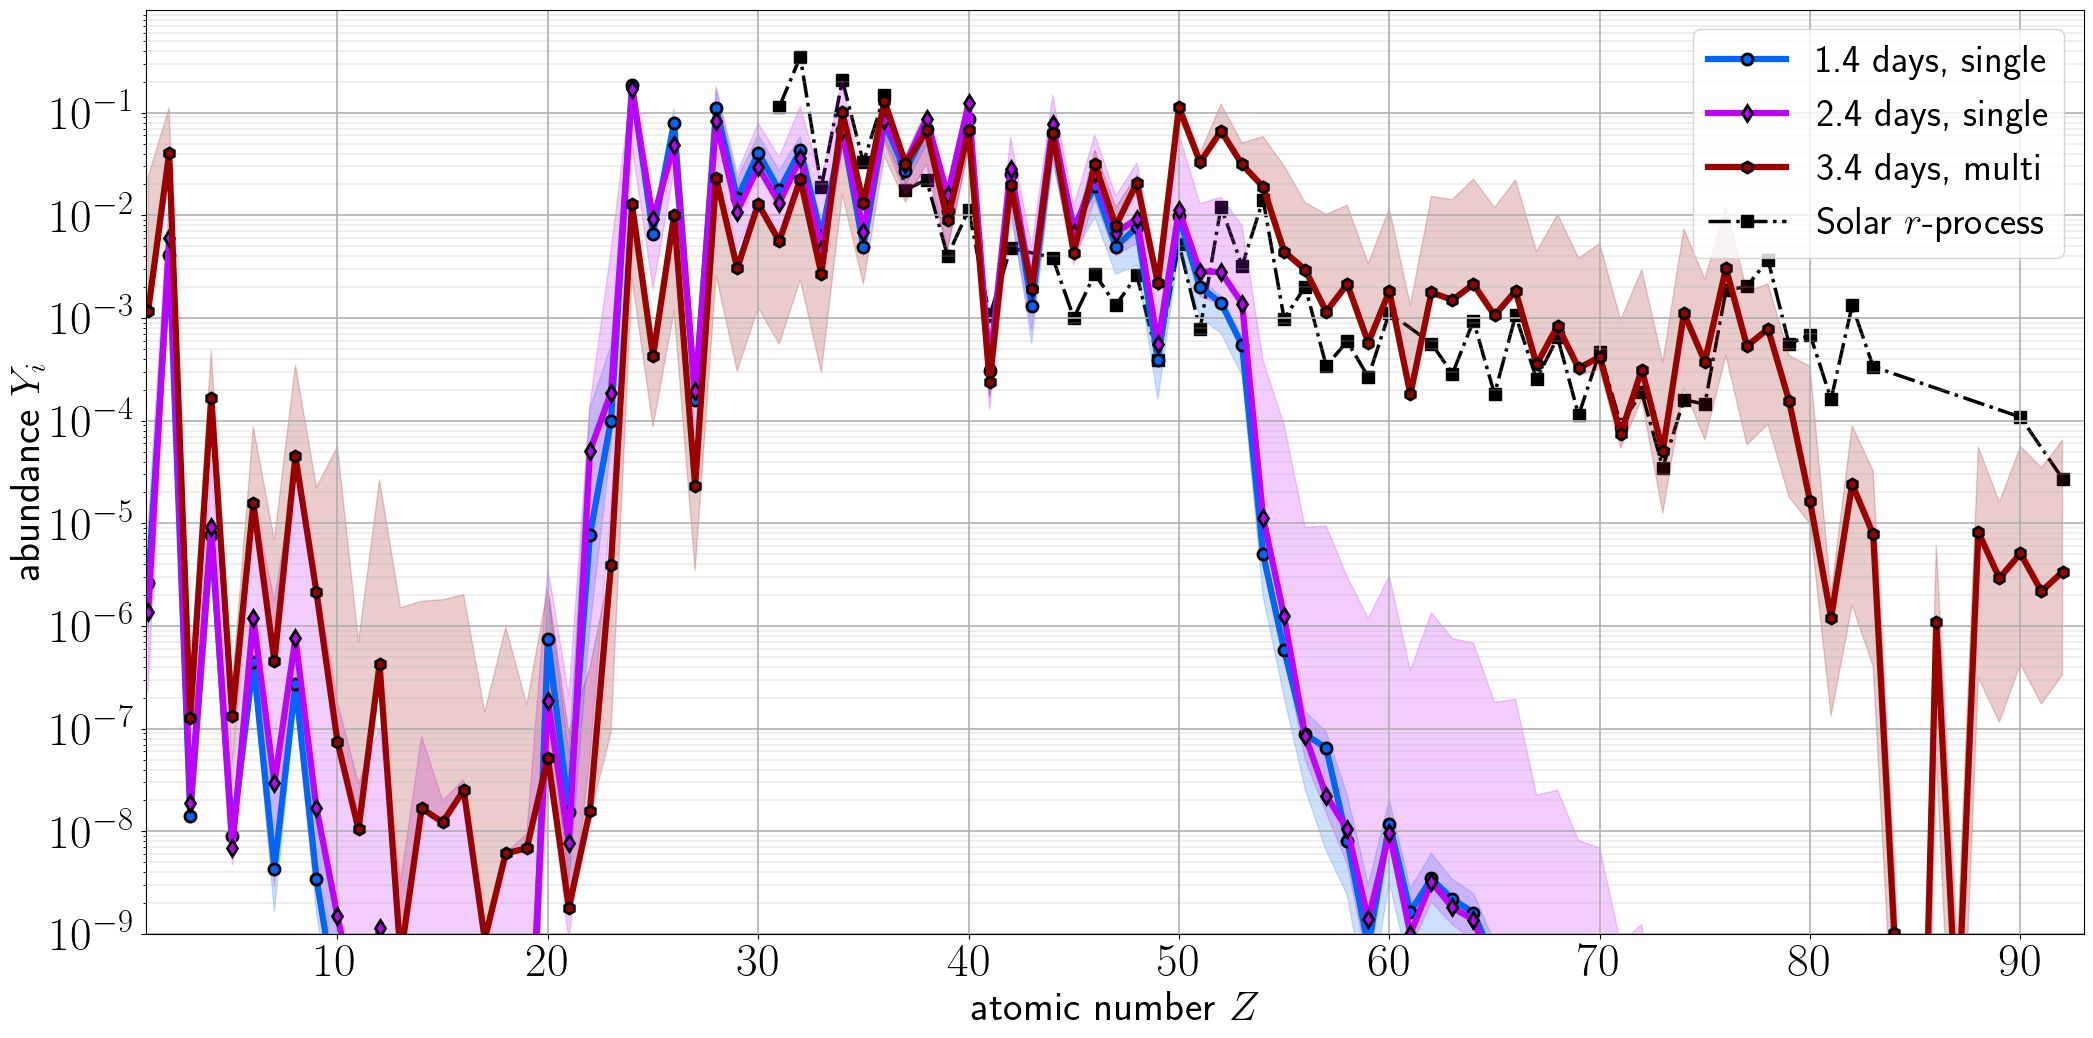 abundance $Y_i$
10⁻¹
10⁻²
10⁻³
10⁻⁴
10⁻⁵
10⁻⁶
10⁻⁷
10⁻⁸
10⁻⁹
1.4 days, single
2.4 days, single
3.4 days, multi
Solar r-process
10 20 30 40 50 60 70 80 90
atomic number Z